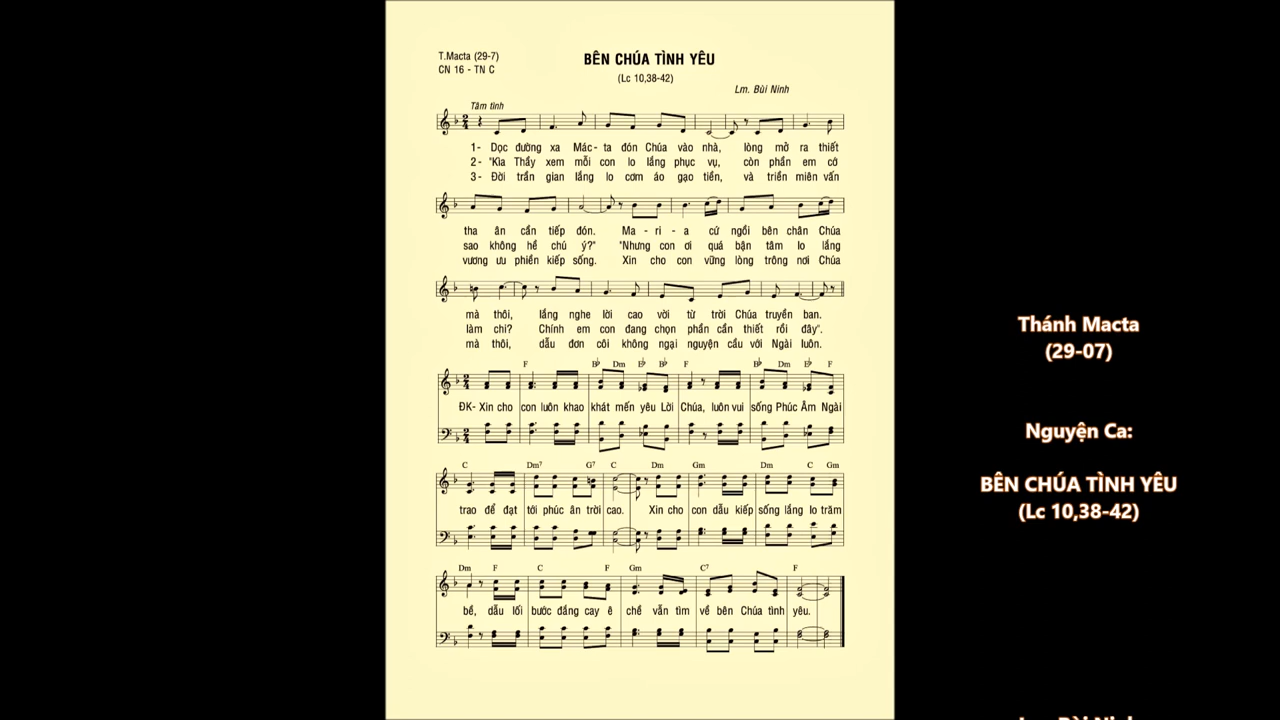 T.Macta (29-7)
CN 16 - TN C
BÊN CHÚA TÌNH YÊU
(Lc 10,38-42)
Lm. Bùi Ninh
Tâm tình
1- Dọc đường xa Mác-ta đón Chúa vào nhà, lòng mở ra thiết
2- "Kìa Thầy xem mỗi con lo lắng phục vụ, còn phần em cớ
3- Đời trần gian lắng lo cơm áo gạo tiền, và triền miên vấn
tha ân cần tiếp đón. Ma - ri - a cứ ngồi bên chân Chúa
sao không hề chú ý?" "Nhưng con ơi quá bận tâm lo lắng
vương ưu phiền kiếp sống. Xin cho con vững lòng trông nơi Chúa
mà thôi, lắng nghe lời cao vời từ trời Chúa truyền ban.
làm chi? Chính em con đang chọn phần cần thiết rồi đây".
mà thôi, dẫu đơn côi không ngại nguyện cầu với Ngài luôn.
F B♭ Dm E♭ B♭ F B♭ Dm E♭ F
ĐK- Xin cho con luôn khao khát mến yêu Lời Chúa, luôn vui sống Phúc Âm Ngài
C Dm7 G7 C Dm Gm Dm C Gm
trao để đạt tới phúc ân trời cao. Xin cho con dẫu kiếp sống lắng lo trăm
Dm F C F Gm C7 F
bề, dẫu lối bước đắng cay ê chề vẫn tìm về bên Chúa tình yêu.
Thánh Macta
(29-07)
Nguyện Ca:
BÊN CHÚA TÌNH YÊU
(Lc 10,38-42)
Lm Bùi Ninh